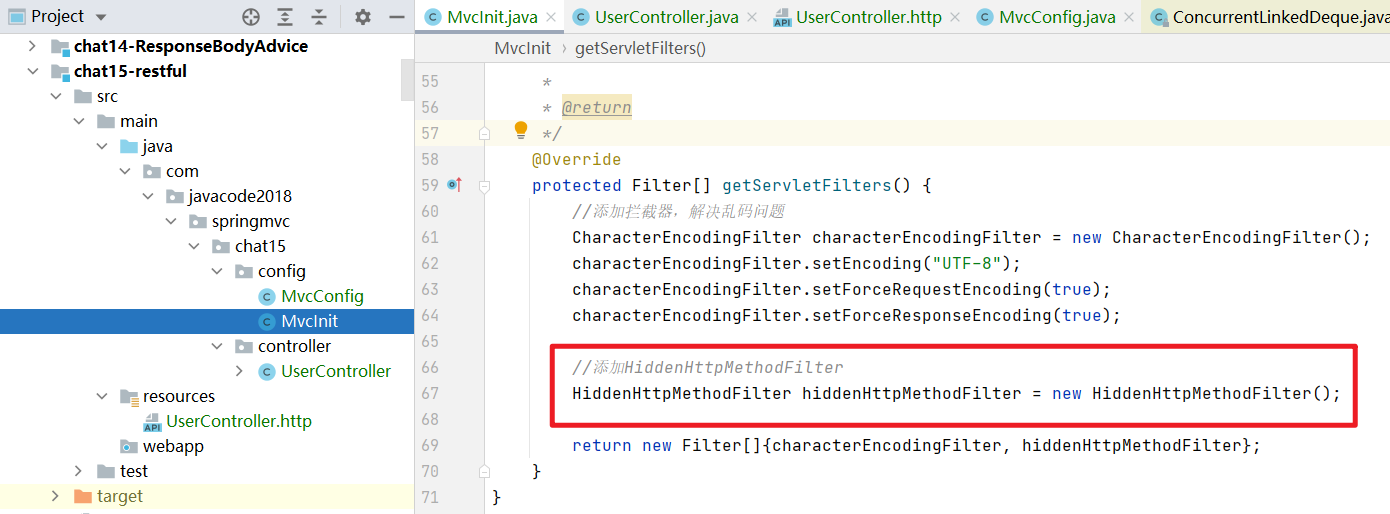 Project
chat14-ResponseBodyAdvice
chat15-restful
src
main
java
com
javacode2018
springmvc
chat15
config
MvcConfig
MvcInit
controller
UserController
resources
UserController.http
webapp
test
target
MvcInit.java
UserController.java
UserController.http
MvcConfig.java
ConcurrentLinkedDeque.java
MvcInit › getServletFilters()
55 *
56 * @return
57 */
58 @Override
59 protected Filter[] getServletFilters() {
60 //添加拦截器，解决乱码问题
61 CharacterEncodingFilter characterEncodingFilter = new CharacterEncodingFilter();
62 characterEncodingFilter.setEncoding("UTF-8");
63 characterEncodingFilter.setForceRequestEncoding(true);
64 characterEncodingFilter.setForceResponseEncoding(true);
65
66 //添加HiddenHttpMethodFilter
67 HiddenHttpMethodFilter hiddenHttpMethodFilter = new HiddenHttpMethodFilter();
68
69 return new Filter[]{characterEncodingFilter, hiddenHttpMethodFilter};
70 }
71 }